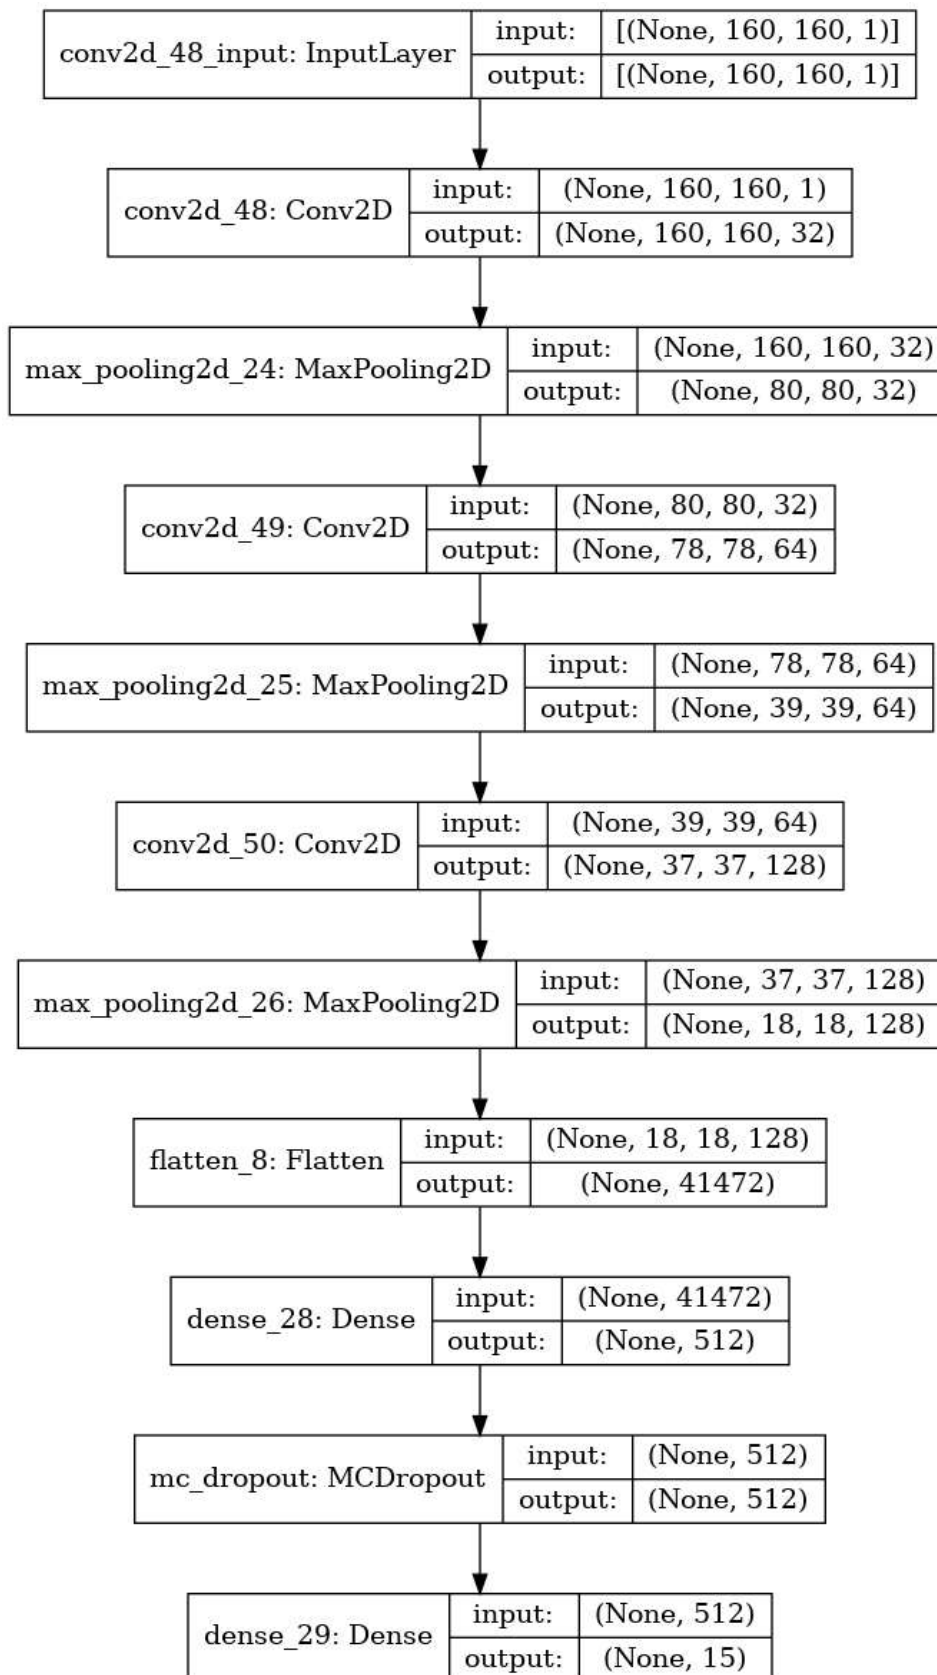 conv2d_48_input: InputLayer
input: [(None, 160, 160, 1)]
output: [(None, 160, 160, 1)]
conv2d_48: Conv2D
input: (None, 160, 160, 1)
output: (None, 160, 160, 32)
max_pooling2d_24: MaxPooling2D
input: (None, 160, 160, 32)
output: (None, 80, 80, 32)
conv2d_49: Conv2D
input: (None, 80, 80, 32)
output: (None, 78, 78, 64)
max_pooling2d_25: MaxPooling2D
input: (None, 78, 78, 64)
output: (None, 39, 39, 64)
conv2d_50: Conv2D
input: (None, 39, 39, 64)
output: (None, 37, 37, 128)
max_pooling2d_26: MaxPooling2D
input: (None, 37, 37, 128)
output: (None, 18, 18, 128)
flatten_8: Flatten
input: (None, 18, 18, 128)
output: (None, 41472)
dense_28: Dense
input: (None, 41472)
output: (None, 512)
mc_dropout: MCDropout
input: (None, 512)
output: (None, 512)
dense_29: Dense
input: (None, 512)
output: (None, 15)